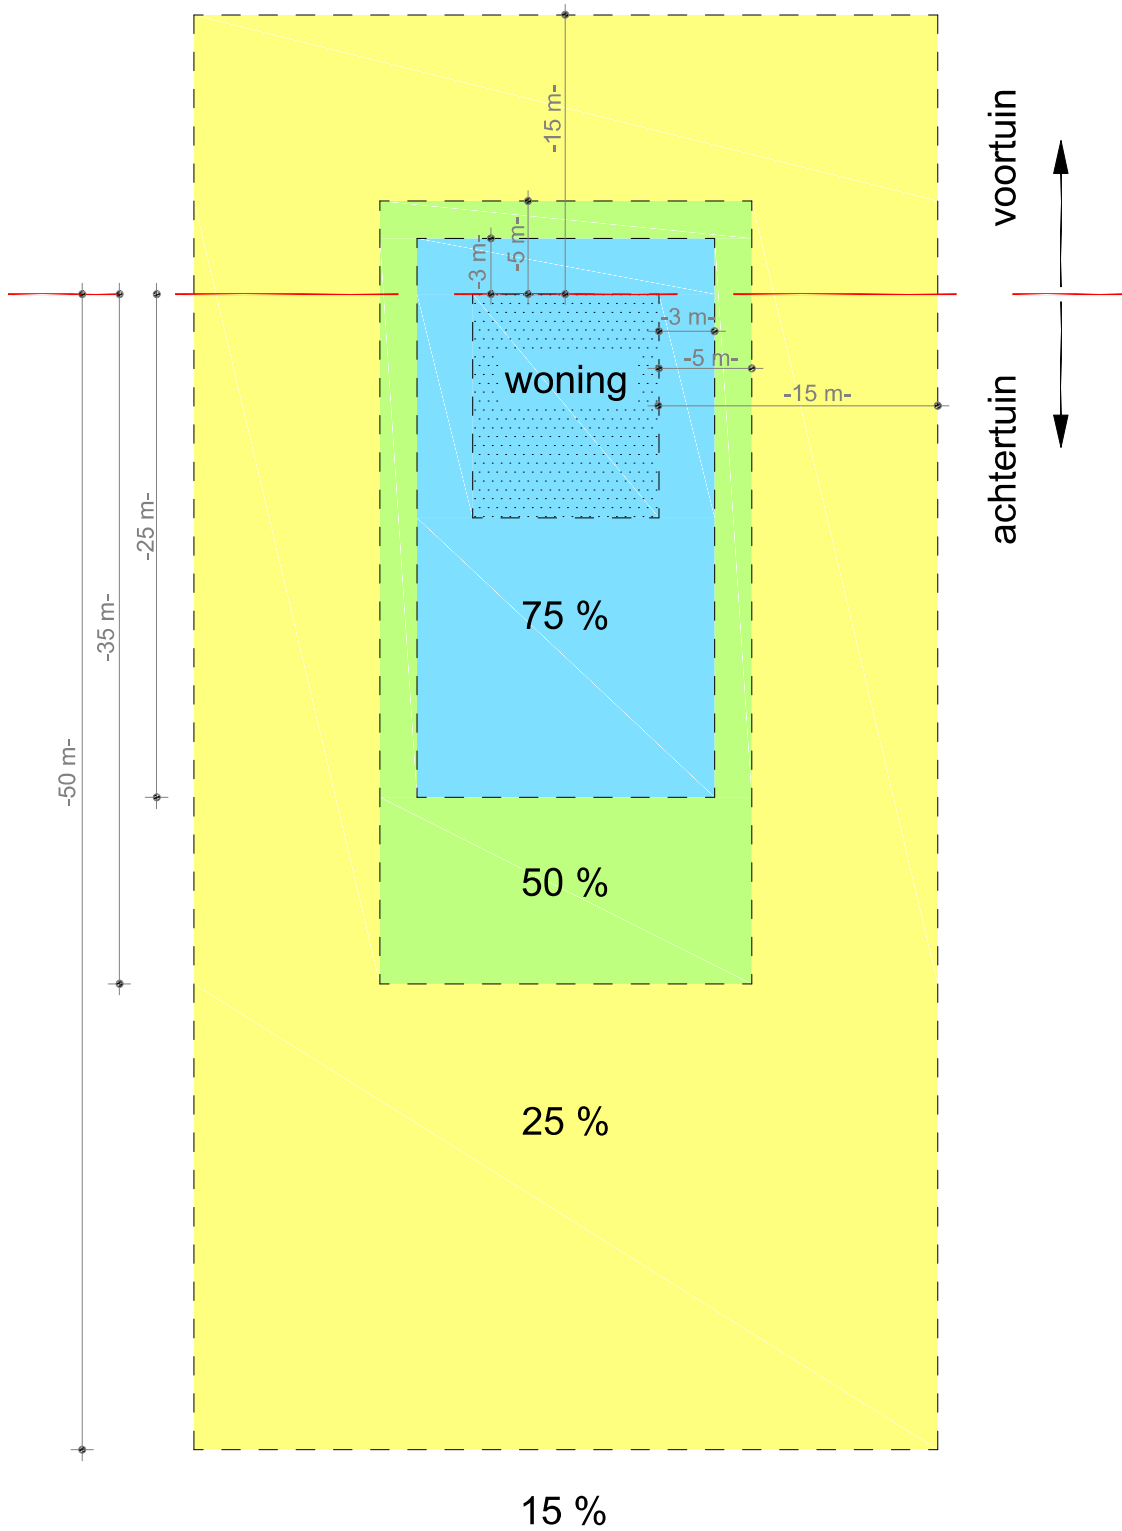 -15 m-
voortuin
-5 m-
-3 m-
-3 m-
-5 m-
woning
-15 m-
achtertuin
-25 m-
-35 m-
75 %
-50 m-
50 %
25 %
15 %